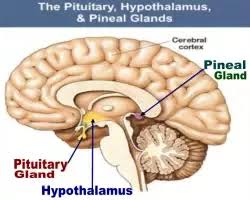 The Pituitary, Hypothalamus,
& Pineal Glands
Cerebral
cortex
Pineal
Gland
Pituitary
Gland
Hypothalamus